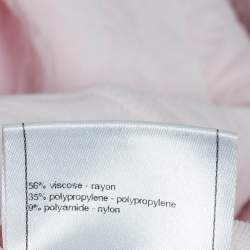 56% viscose - rayon
35% polypropylene - polypropylene
9% polyamide - nylon